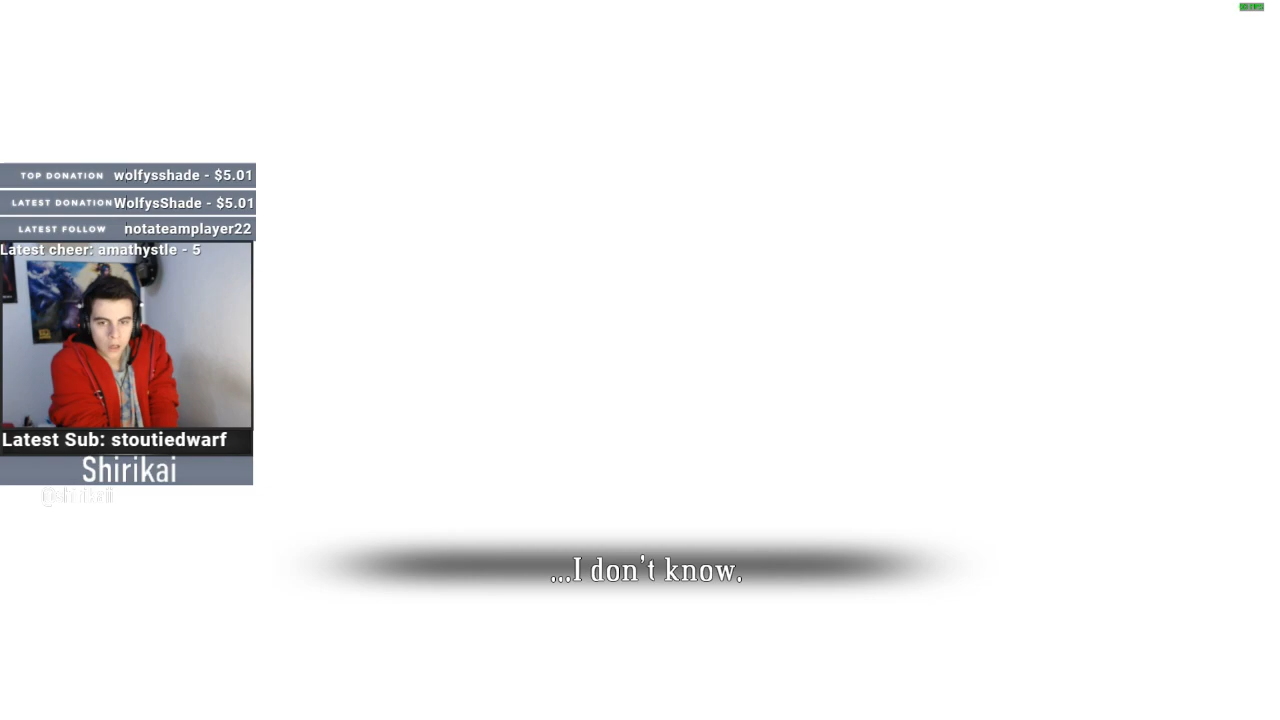 TOP DONATION wolfysshade - $5.01
LATEST DONATION WolfysShade - $5.01
LATEST FOLLOW notateamplayer22
Latest cheer: amathystle - 5
Latest Sub: stoutiedwarf
Shirikai
@shirikaii
...I don't know.